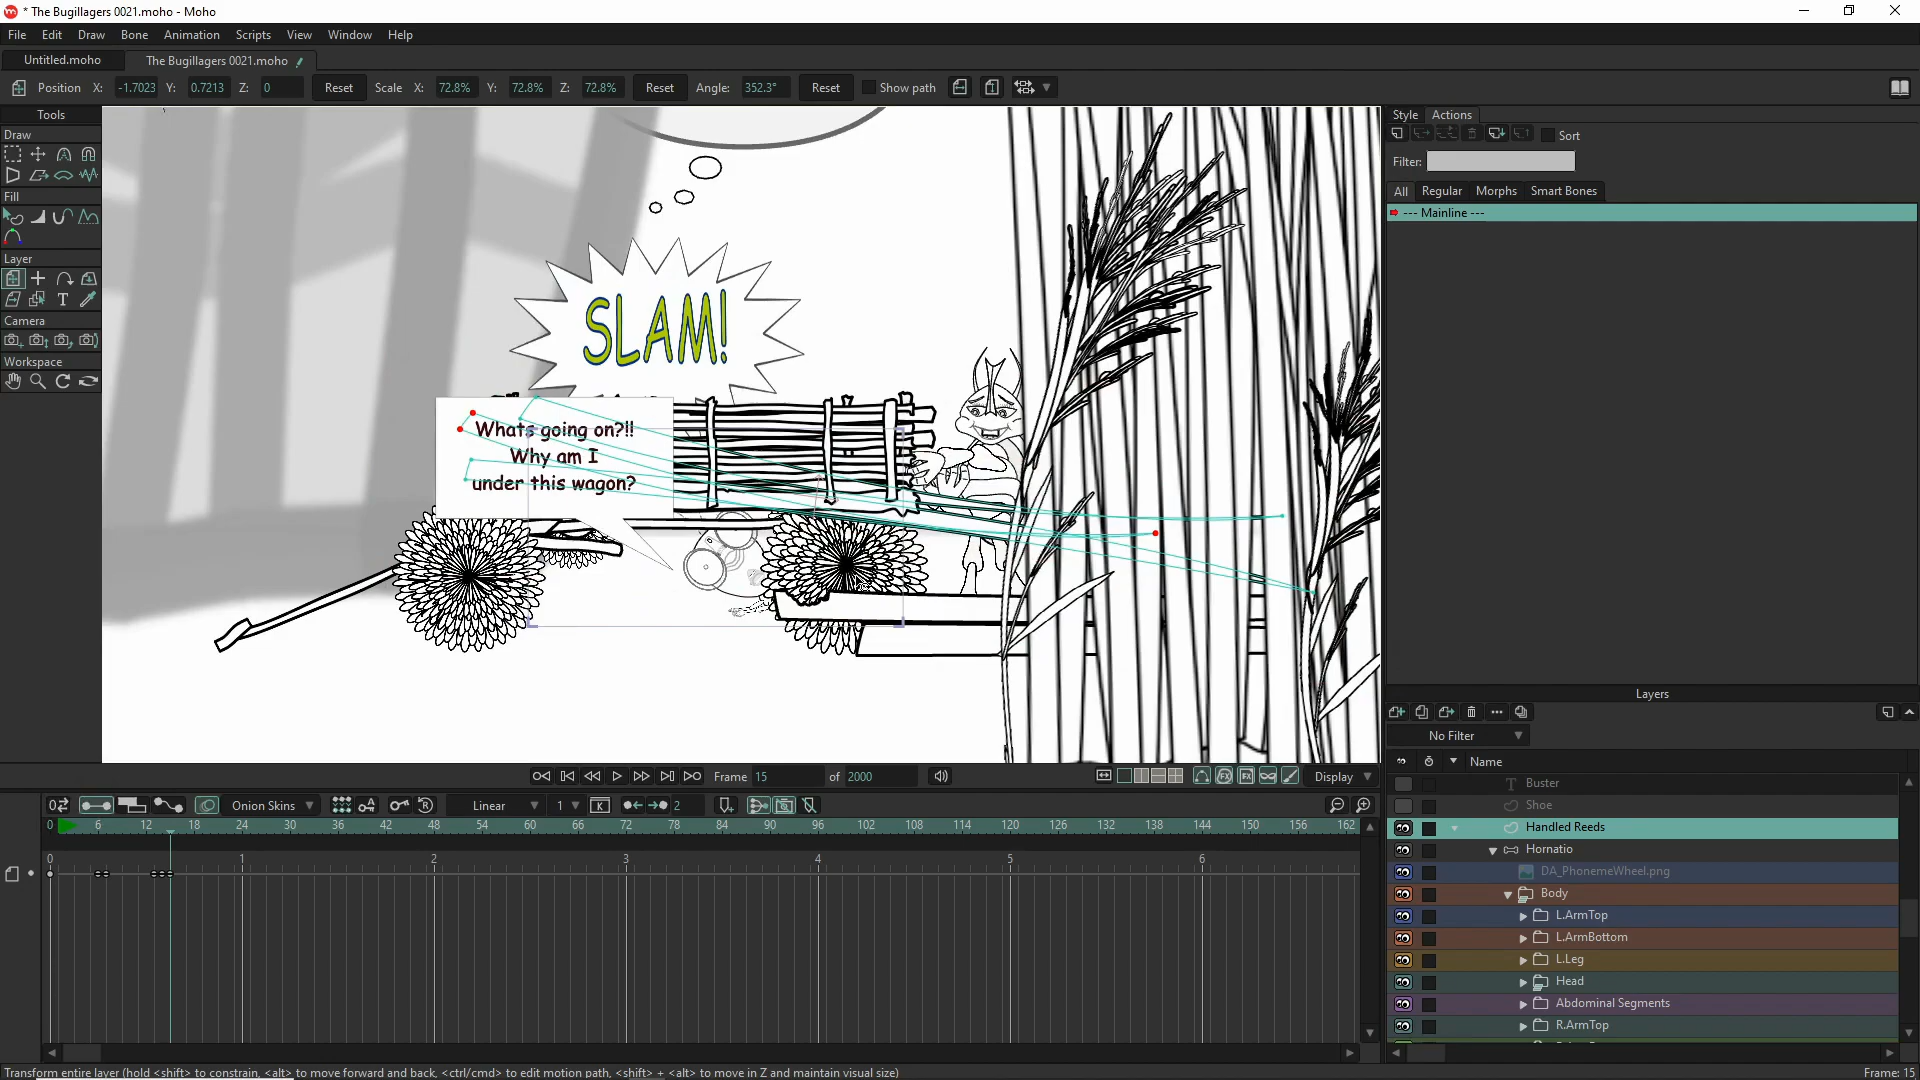 * The Bugillagers 0021.moho - Moho
File Edit Draw Bone Animation Scripts View Window Help
Untitled.moho The Bugillagers 0021.moho
Position X: -1.7023 Y: 0.7213 Z: 0 Reset Scale X: 72.8% Y: 72.8% Z: 72.8% Reset Angle: 352.3° Reset Show path
Tools
Draw
Fill
Layer
Camera
Workspace
SLAM!
Whats going on?!!
Why am I
under this wagon?
Style Actions
Sort
Filter:
All Regular Morphs Smart Bones
--- Mainline ---
Layers
No Filter
Name
Buster
Shoe
Handled Reeds
Hornatio
DA_PhonemeWheel.png
Body
L.ArmTop
L.ArmBottom
L.Leg
Head
Abdominal Segments
R.ArmTop
Frame 15 of 2000 Display
Onion Skins Linear 1 2
0 6 12 18 24 30 36 42 48 54 60 66 72 78 84 90 96 102 108 114 120 126 132 138 144 150 156 162
0 1 2 3 4 5 6
Transform entire layer (hold <shift> to constrain, <alt> to move forward and back, <ctrl/cmd> to edit motion path, <shift> + <alt> to move in Z and maintain visual size)
Frame: 15